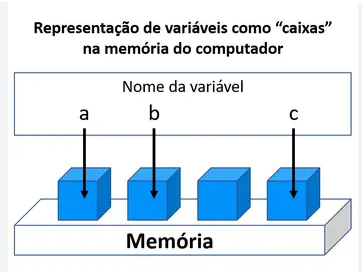 Representação de variáveis como “caixas”
na memória do computador
Nome da variável
a b c
Memória